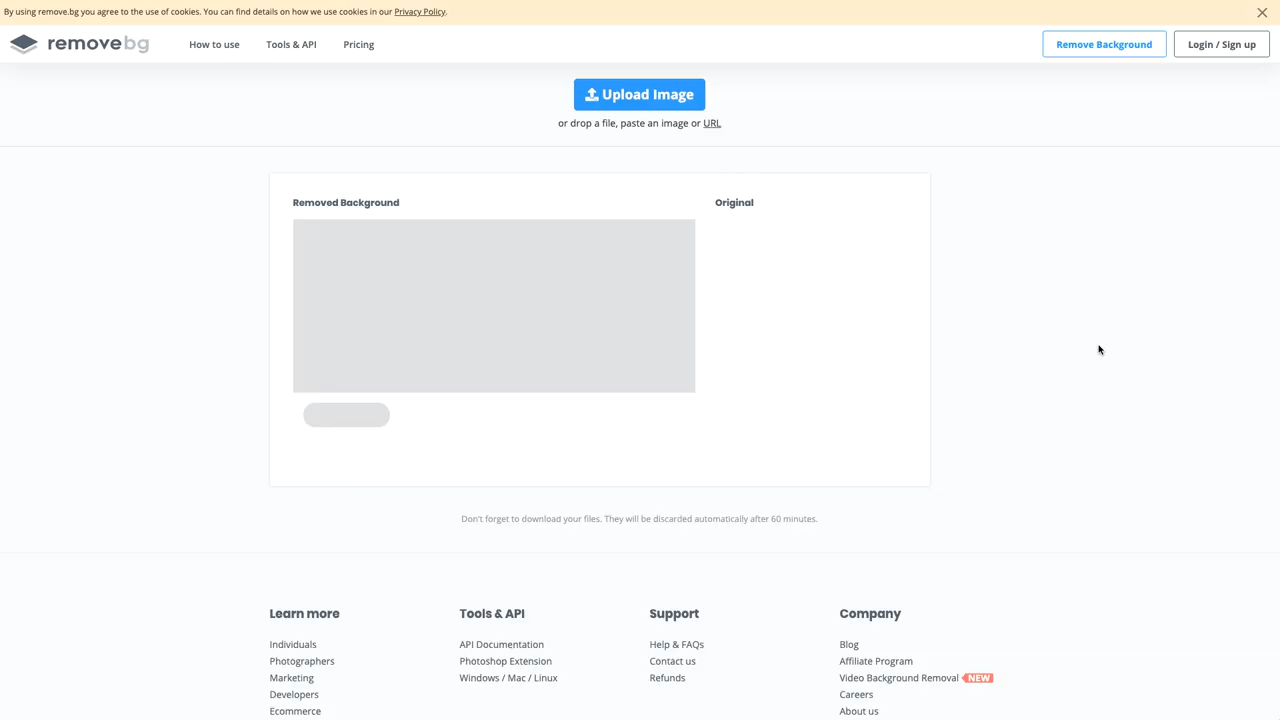 By using remove.bg you agree to the use of cookies. You can find details on how we use cookies in our Privacy Policy.
removebg
How to use
Tools & API
Pricing
Remove Background
Login / Sign up
Upload Image
or drop a file, paste an image or URL
Removed Background
Original
Don't forget to download your files. They will be discarded automatically after 60 minutes.
Learn more
Individuals
Photographers
Marketing
Developers
Ecommerce
Tools & API
API Documentation
Photoshop Extension
Windows / Mac / Linux
Support
Help & FAQs
Contact us
Refunds
Company
Blog
Affiliate Program
Video Background Removal NEW
Careers
About us